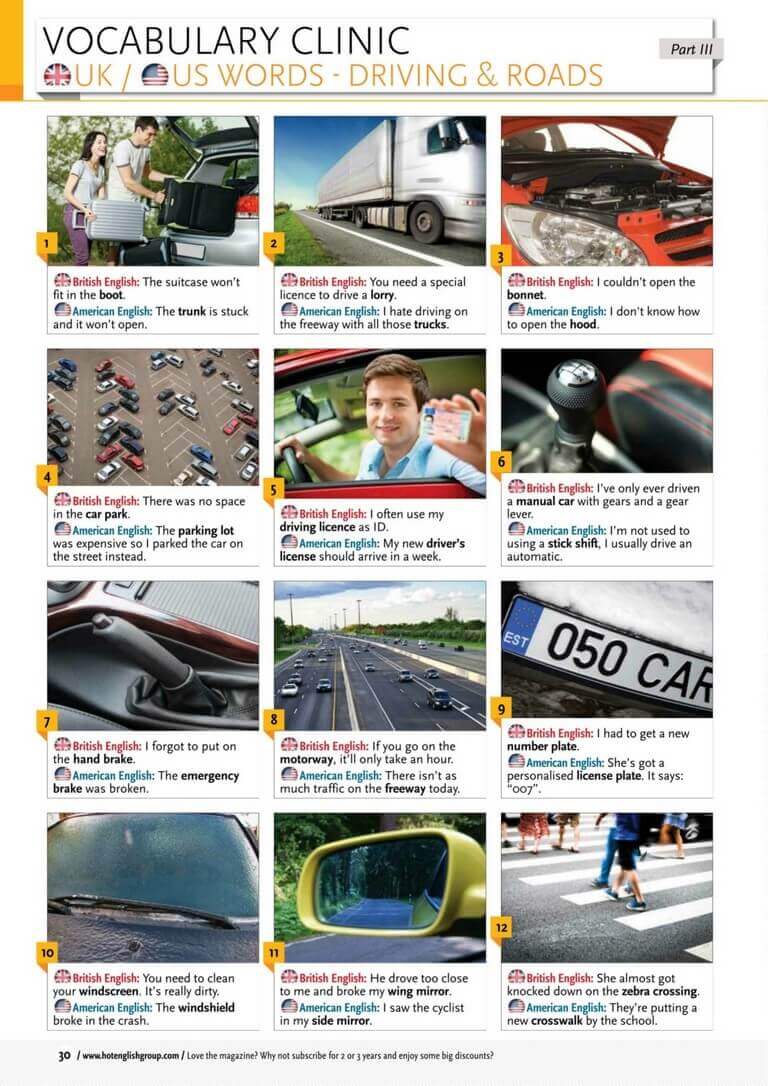 VOCABULARY CLINIC
Part III
UK / US WORDS - DRIVING & ROADS
1
British English: The suitcase won't
fit in the boot.
American English: The trunk is stuck
and it won't open.
2
British English: You need a special
licence to drive a lorry.
American English: I hate driving on
the freeway with all those trucks.
3
British English: I couldn't open the
bonnet.
American English: I don't know how
to open the hood.
4
British English: There was no space
in the car park.
American English: The parking lot
was expensive so I parked the car on
the street instead.
5
British English: I often use my
driving licence as ID.
American English: My new driver's
license should arrive in a week.
6
British English: I've only ever driven
a manual car with gears and a gear
lever.
American English: I'm not used to
using a stick shift, I usually drive an
automatic.
7
British English: I forgot to put on
the hand brake.
American English: The emergency
brake was broken.
8
British English: If you go on the
motorway, it'll only take an hour.
American English: There isn't as
much traffic on the freeway today.
EST
050 CAR
9
British English: I had to get a new
number plate.
American English: She's got a
personalised license plate. It says:
"007".
10
British English: You need to clean
your windscreen. It's really dirty.
American English: The windshield
broke in the crash.
11
British English: He drove too close
to me and broke my wing mirror.
American English: I saw the cyclist
in my side mirror.
12
British English: She almost got
knocked down on the zebra crossing.
American English: They're putting a
new crosswalk by the school.
30 / www.hotenglishgroup.com / Love the magazine? Why not subscribe for 2 or 3 years and enjoy some big discounts?